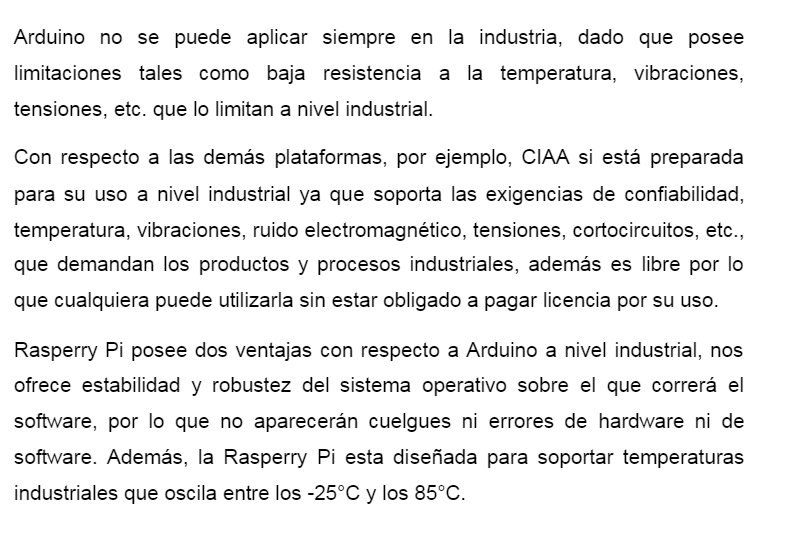 Arduino no se puede aplicar siempre en la industria, dado que posee
limitaciones tales como baja resistencia a la temperatura, vibraciones,
tensiones, etc. que lo limitan a nivel industrial.
Con respecto a las demás plataformas, por ejemplo, CIAA si está preparada
para su uso a nivel industrial ya que soporta las exigencias de confiabilidad,
temperatura, vibraciones, ruido electromagnético, tensiones, cortocircuitos, etc.,
que demandan los productos y procesos industriales, además es libre por lo
que cualquiera puede utilizarla sin estar obligado a pagar licencia por su uso.
Rasperry Pi posee dos ventajas con respecto a Arduino a nivel industrial, nos
ofrece estabilidad y robustez del sistema operativo sobre el que correrá el
software, por lo que no aparecerán cuelgues ni errores de hardware ni de
software. Además, la Rasperry Pi esta diseñada para soportar temperaturas
industriales que oscila entre los -25°C y los 85°C.